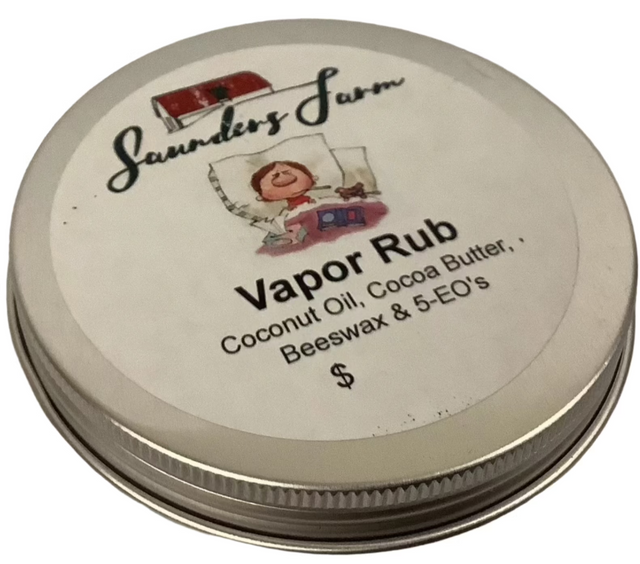 Saunders Farm
Vapor Rub
Coconut Oil, Cocoa Butter,
Beeswax & 5-EO's
$